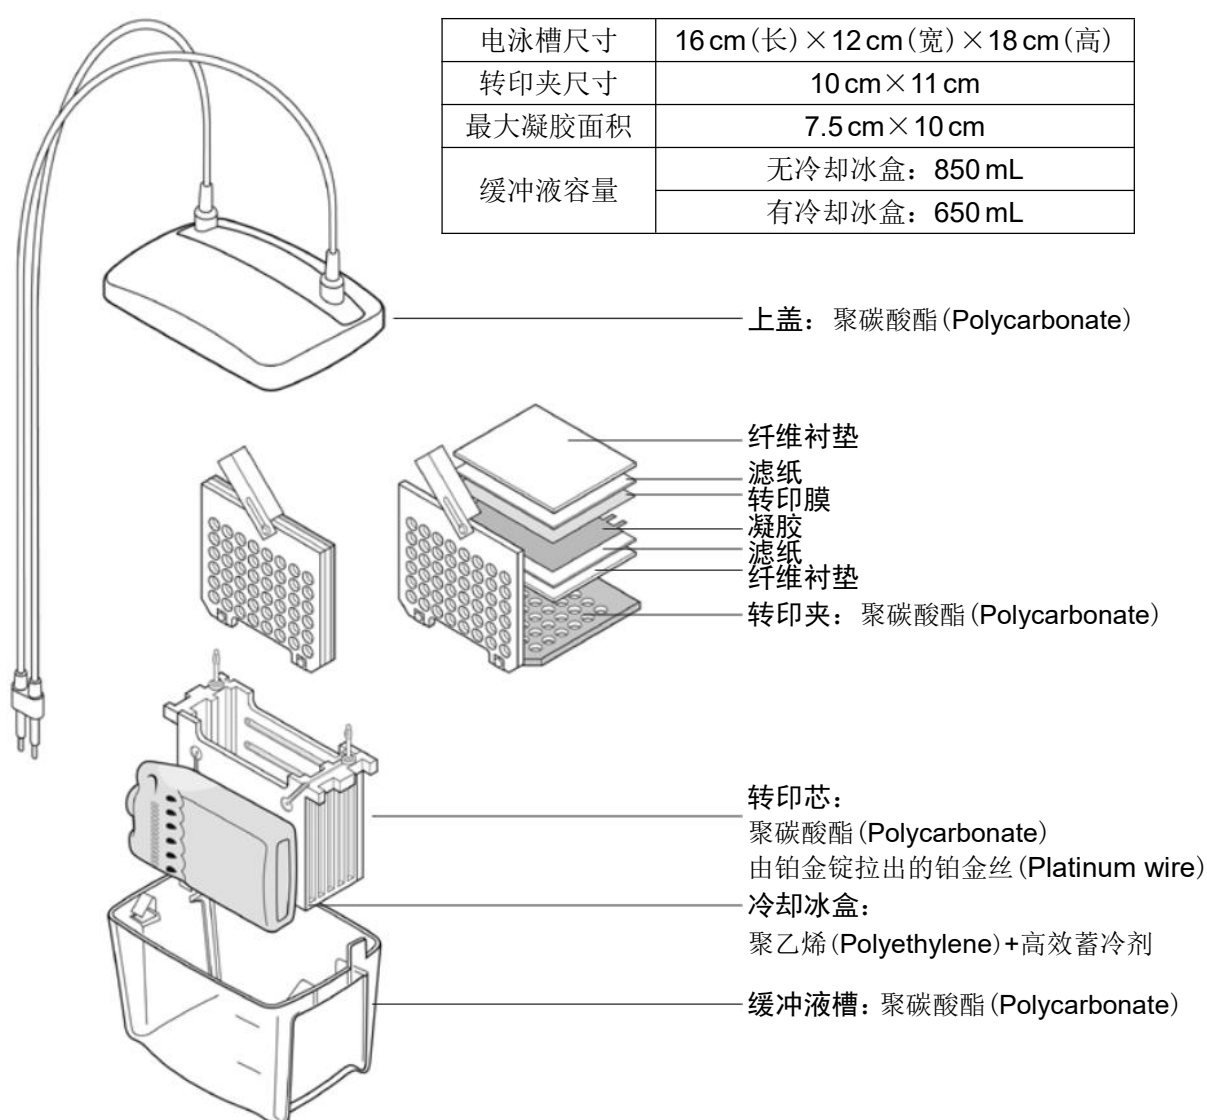 电泳槽尺寸 16 cm(长)×12 cm(宽)×18 cm(高)
转印夹尺寸 10 cm×11 cm
最大凝胶面积 7.5 cm×10 cm
缓冲液容量 无冷却冰盒：850 mL
有冷却冰盒：650 mL
上盖：聚碳酸酯(Polycarbonate)
纤维衬垫
滤纸
转印膜
凝胶
滤纸
纤维衬垫
转印夹：聚碳酸酯(Polycarbonate)
转印芯：
聚碳酸酯(Polycarbonate)
由铂金锭拉出的铂金丝(Platinum wire)
冷却冰盒：
聚乙烯(Polyethylene)+高效蓄冷剂
缓冲液槽：聚碳酸酯(Polycarbonate)